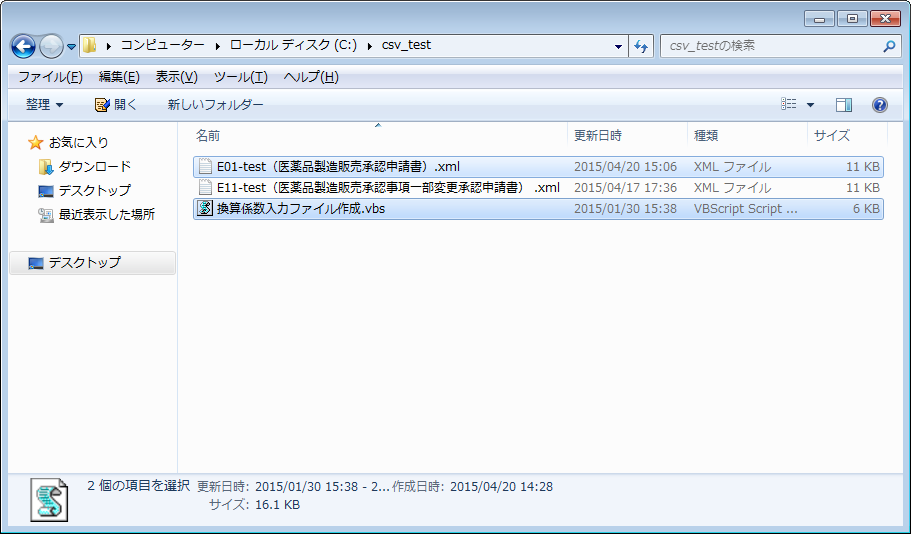 コンピューター ローカル ディスク (C:) csv_test csv_testの検索
ファイル(F) 編集(E) 表示(V) ツール(T) ヘルプ(H)
整理 開く 新しいフォルダー
お気に入り
ダウンロード
デスクトップ
最近表示した場所
デスクトップ
名前 更新日時 種類 サイズ
E01-test（医薬品製造販売承認申請書）.xml 2015/04/20 15:06 XML ファイル 11 KB
E11-test（医薬品製造販売承認事項一部変更承認申請書） .xml 2015/04/17 17:36 XML ファイル 11 KB
換算係数入力ファイル作成.vbs 2015/01/30 15:38 VBScript Script ... 6 KB
2 個の項目を選択 更新日時: 2015/01/30 15:38 - 2... 作成日時: 2015/04/20 14:28
サイズ: 16.1 KB